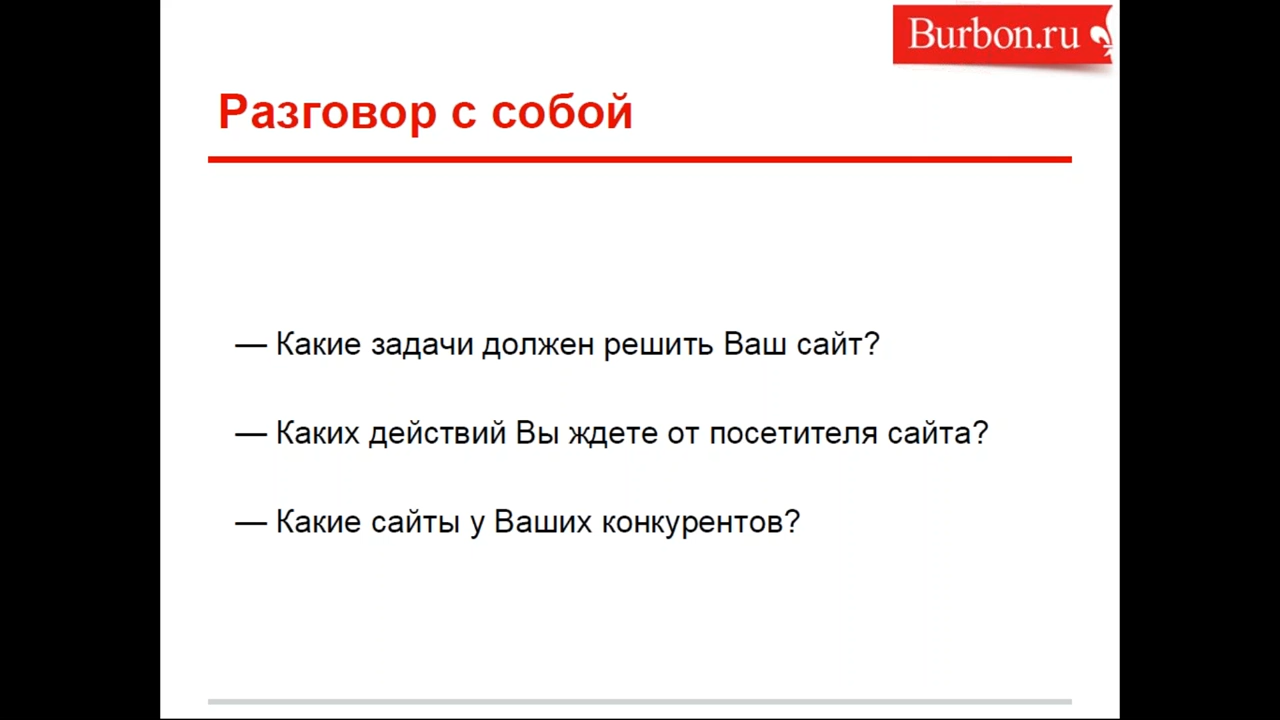 Burbon.ru
Разговор с собой
— Какие задачи должен решить Ваш сайт?
— Каких действий Вы ждете от посетителя сайта?
— Какие сайты у Ваших конкурентов?